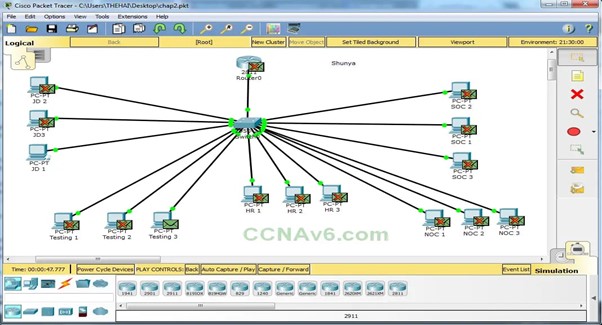 Cisco Packet Tracer - C:\Users\THEHAI\Desktop\chap2.pkt
File Edit Options View Tools Extensions Help
Logical Back [Root] New Cluster Move Object Set Tiled Background Viewport Environment: 21:30:00
Shunya
2811
Router0
PC-PT
JD 2
PC-PT
JD3
PC-PT
JD 1
PC-PT
SOC 2
PC-PT
SOC 1
PC-PT
SOC 3
PC-PT
HR 1
PC-PT
HR 2
PC-PT
HR 3
PC-PT
Testing 1
PC-PT
Testing 2
PC-PT
Testing 3
PC-PT
NOC 1
PC-PT
NOC 2
PC-PT
NOC 3
CCNAv6.com
Time: 00:00:47.777 Power Cycle Devices PLAY CONTROLS: Back Auto Capture / Play Capture / Forward Event List Simulation
1941 2901 2911 819IOX 819HGW 829 1240 Generic Generic 1841 2620XM 2621XM 2811
2911